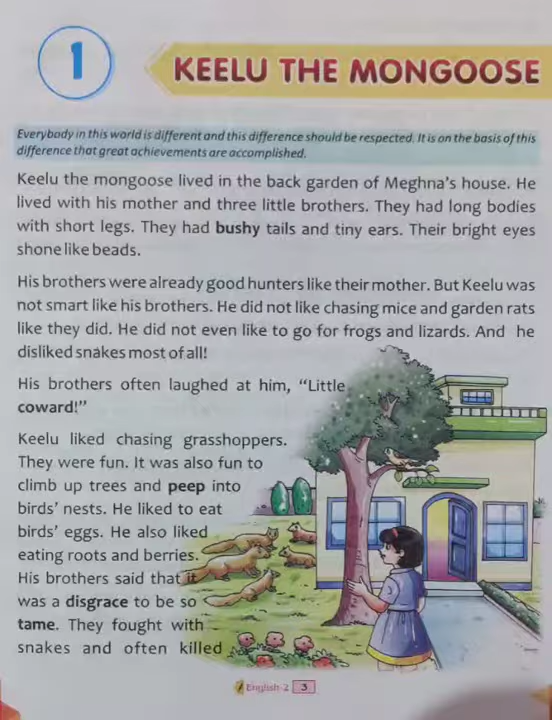 1
KEELU THE MONGOOSE
Everybody in this world is different and this difference should be respected. It is on the basis of this
difference that great achievements are accomplished.
Keelu the mongoose lived in the back garden of Meghna's house. He
lived with his mother and three little brothers. They had long bodies
with short legs. They had bushy tails and tiny ears. Their bright eyes
shone like beads.
His brothers were already good hunters like their mother. But Keelu was
not smart like his brothers. He did not like chasing mice and garden rats
like they did. He did not even like to go for frogs and lizards. And he
disliked snakes most of all!
His brothers often laughed at him, "Little
coward!"
Keelu liked chasing grasshoppers.
They were fun. It was also fun to
climb up trees and peep into
birds' nests. He liked to eat
birds' eggs. He also liked
eating roots and berries.
His brothers said that it
was a disgrace to be so
tame. They fought with
snakes and often killed
English-2 3